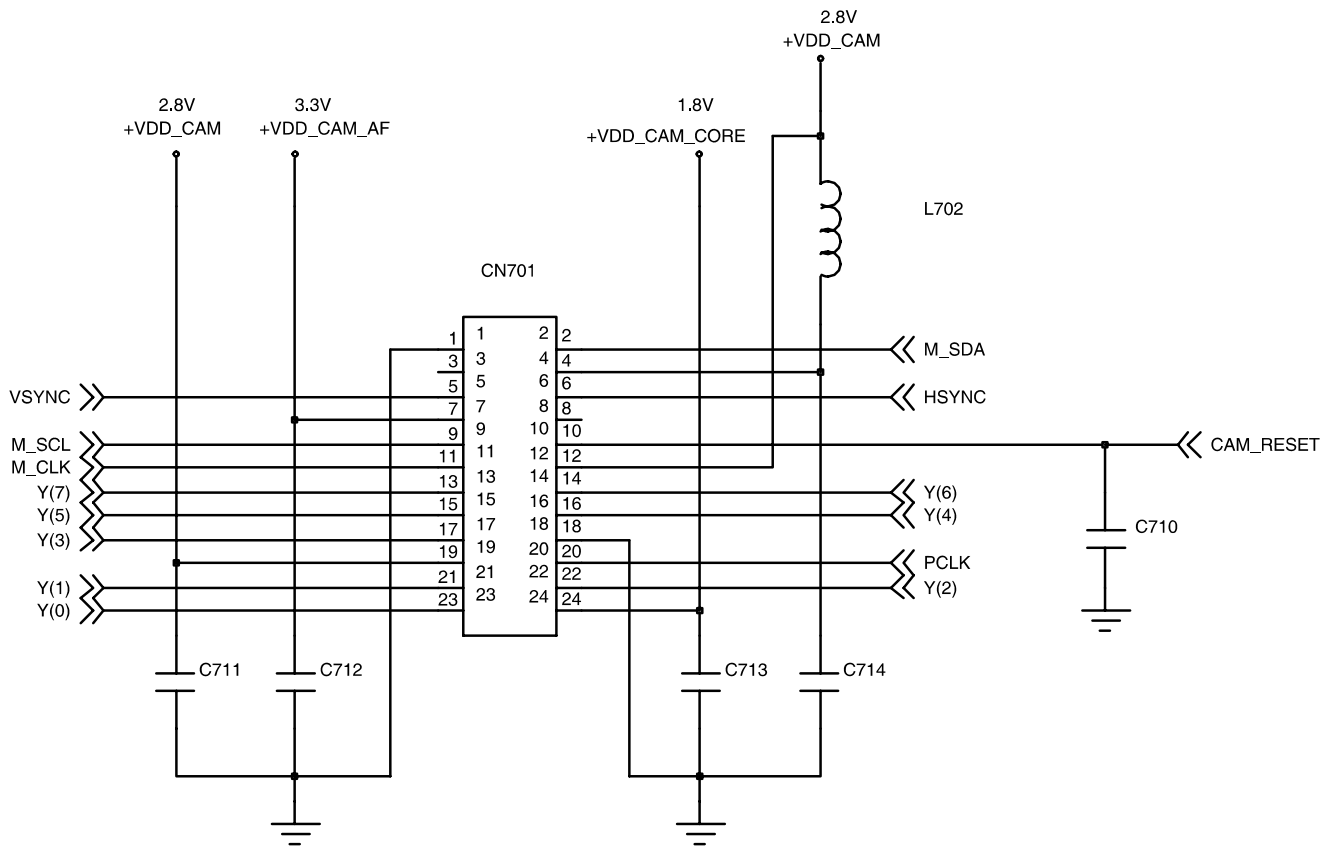 2.8V
+VDD_CAM
2.8V
+VDD_CAM
3.3V
+VDD_CAM_AF
1.8V
+VDD_CAM_CORE
L702
CN701
1 1 2 2
M_SDA
3 3 4 4
VSYNC
5 5 6 6
HSYNC
7 7 8 8
M_SCL
9 9 10 10
CAM_RESET
M_CLK
11 11 12 12
Y(7)
13 13 14 14
Y(6)
Y(5)
15 15 16 16
Y(4)
Y(3)
17 17 18 18
C710
19 19 20 20
PCLK
Y(1)
21 21 22 22
Y(2)
Y(0)
23 23 24 24
C711
C712
C713
C714